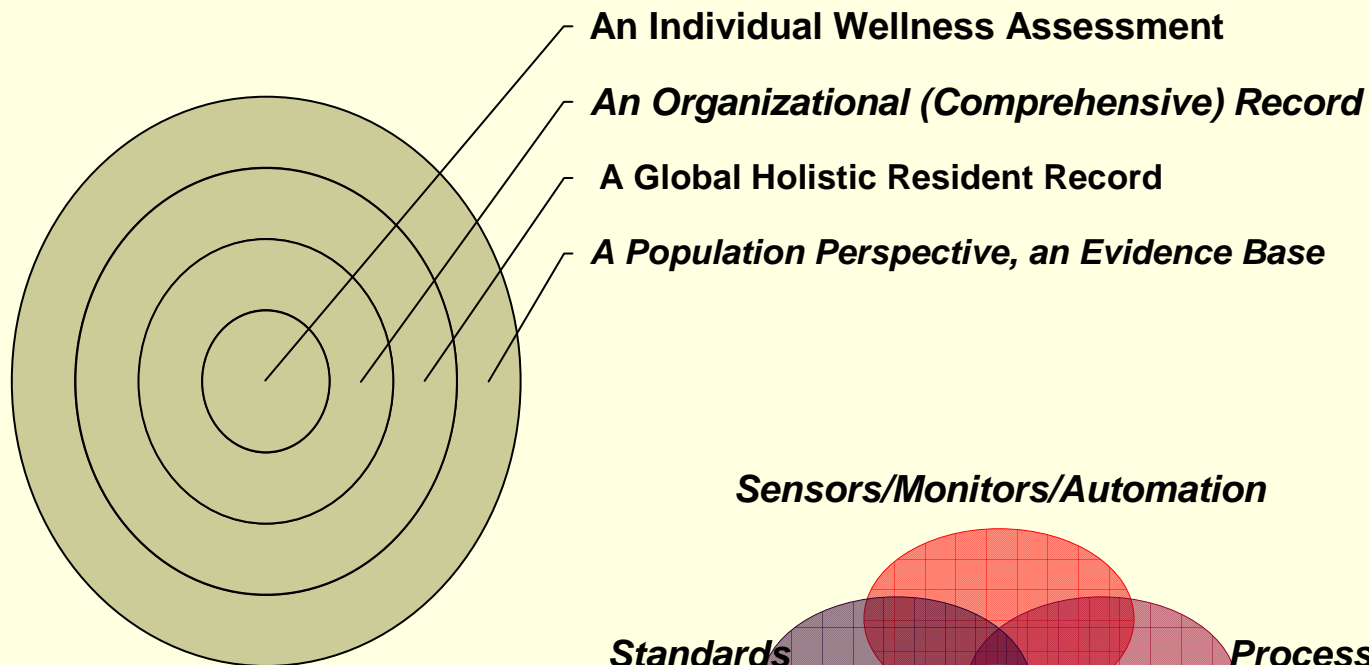 An Individual Wellness Assessment
An Organizational (Comprehensive) Record
A Global Holistic Resident Record
A Population Perspective, an Evidence Base
Sensors/Monitors/Automation
Standards
Process